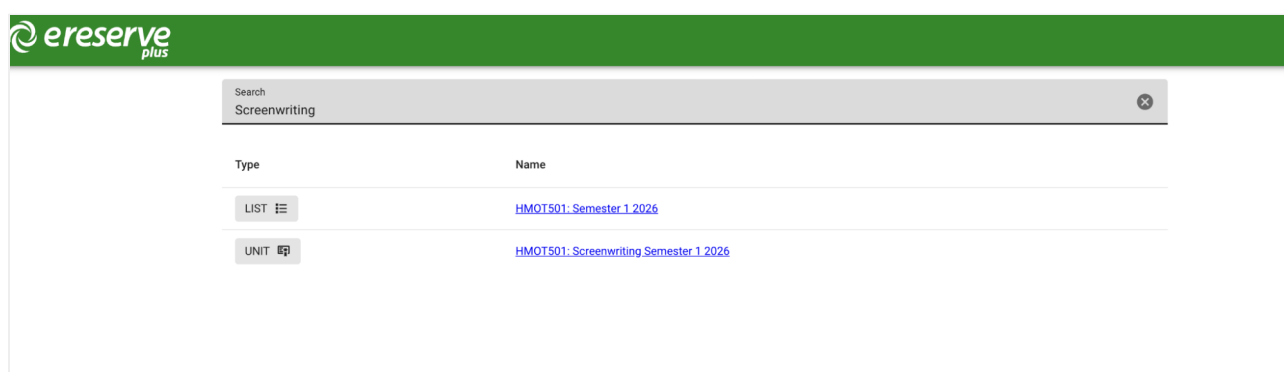 ereserve
plus
Search
Screenwriting
Type Name
LIST HMOT501: Semester 1 2026
UNIT HMOT501: Screenwriting Semester 1 2026